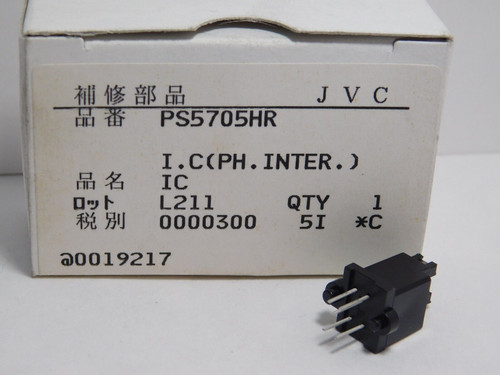 補修部品 JVC
品番 PS5705HR
I.C(PH.INTER.)
品名 IC
ロット L211 QTY 1
税別 0000300 5I *C
@0019217